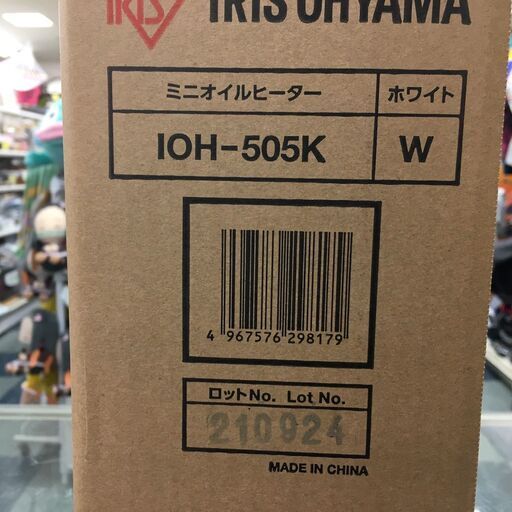 IRIS IRIS OHYAMA
ミニオイルヒーター ホワイト
IOH-505K W
4 967576 298179
ロットNo. Lot No.
210924
MADE IN CHINA